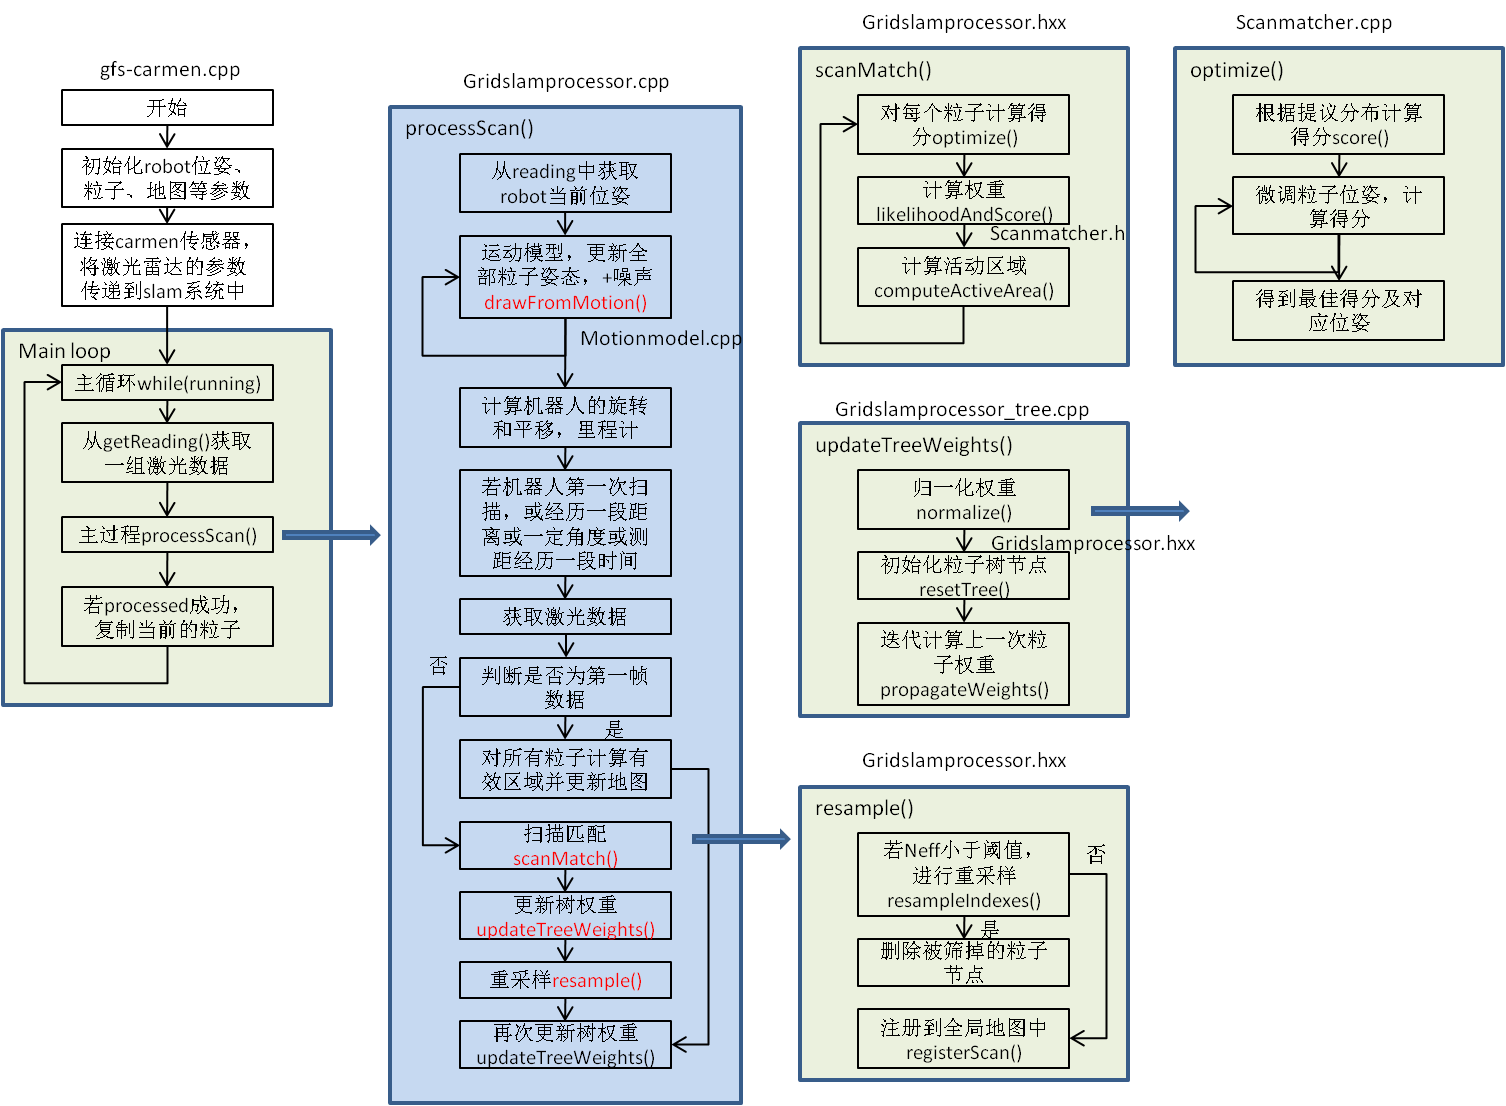 gfs-carmen.cpp
开始
初始化robot位姿、
粒子、地图等参数
连接carmen传感器，
将激光雷达的参数
传递到slam系统中
Main loop
主循环while(running)
从getReading()获取
一组激光数据
主过程processScan()
若processed成功，
复制当前的粒子
Gridslamprocessor.cpp
processScan()
从reading中获取
robot当前位姿
运动模型，更新全
部粒子姿态，+噪声
drawFromMotion()
Motionmodel.cpp
计算机器人的旋转
和平移，里程计
若机器人第一次扫
描，或经历一段距
离或一定角度或测
距经历一段时间
获取激光数据
否
判断是否为第一帧
数据
是
对所有粒子计算有
效区域并更新地图
扫描匹配
scanMatch()
更新树权重
updateTreeWeights()
重采样resample()
再次更新树权重
updateTreeWeights()
Gridslamprocessor.hxx
scanMatch()
对每个粒子计算得
分optimize()
计算权重
likelihoodAndScore()
Scanmatcher.h
计算活动区域
computeActiveArea()
Scanmatcher.cpp
optimize()
根据提议分布计算
得分score()
微调粒子位姿，计
算得分
得到最佳得分及对
应位姿
Gridslamprocessor_tree.cpp
updateTreeWeights()
归一化权重
normalize()
Gridslamprocessor.hxx
初始化粒子树节点
resetTree()
迭代计算上一次粒
子权重
propagateWeights()
Gridslamprocessor.hxx
resample()
若Neff小于阈值，
进行重采样
resampleIndexes()
否
是
删除被筛掉的粒子
节点
注册到全局地图中
registerScan()